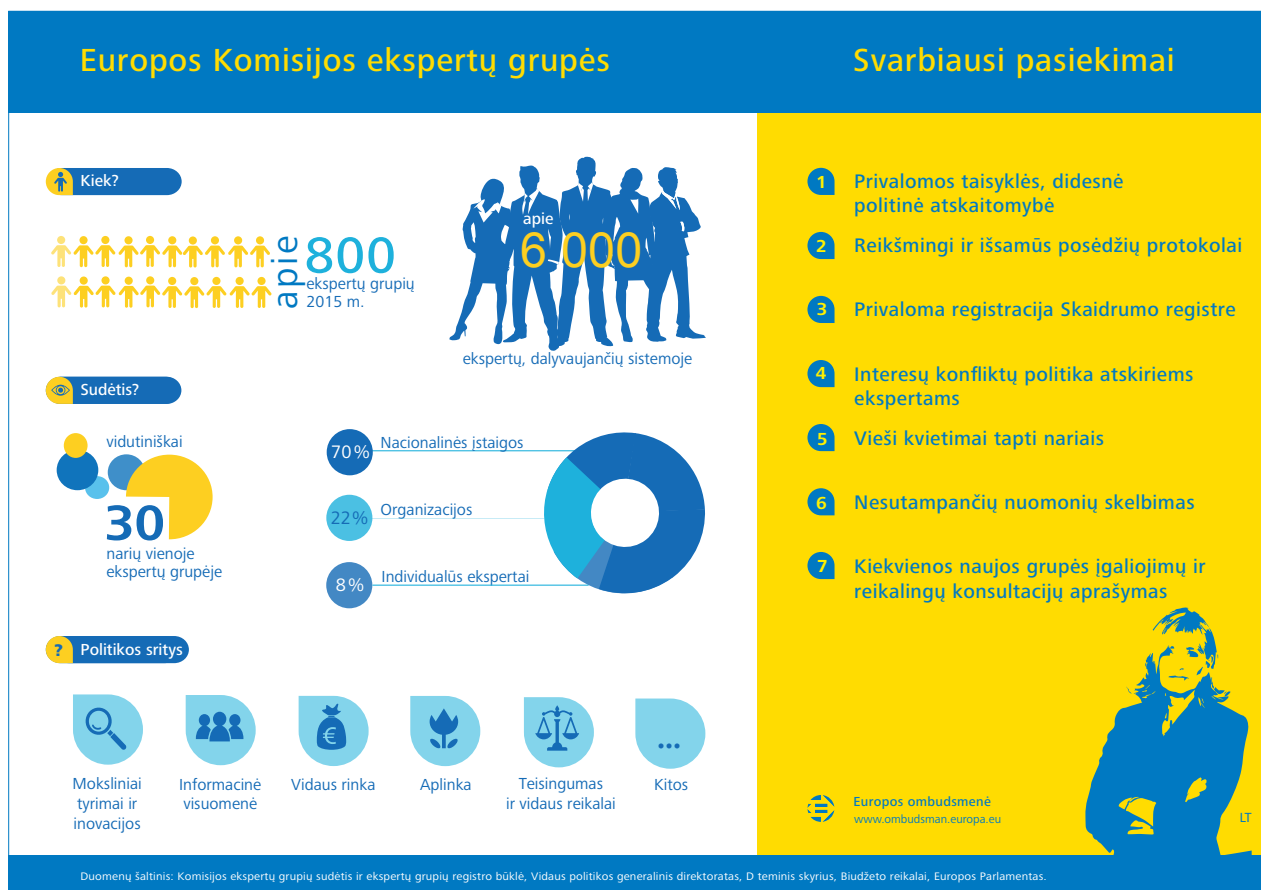 Europos Komisijos ekspertų grupės
Kiek?
apie
800
ekspertų grupių
2015 m.
apie
6 000
ekspertų, dalyvaujančių sistemoje
Sudėtis?
vidutiniškai
30
narių vienoje
ekspertų grupėje
70%
Nacionalinės įstaigos
22%
Organizacijos
8%
Individualūs ekspertai
?
Politikos sritys
€
Moksliniai
tyrimai ir
inovacijos
Informacinė
visuomenė
Vidaus rinka
Aplinka
Teisingumas
ir vidaus reikalai
...
Kitos
Svarbiausi pasiekimai
1
Privalomos taisyklės, didesnė
politinė atskaitomybė
2
Reikšmingi ir išsamūs posėdžių protokolai
3
Privaloma registracija Skaidrumo registre
4
Interesų konfliktų politika atskiriems
ekspertams
5
Vieši kvietimai tapti nariais
6
Nesutampančių nuomonių skelbimas
7
Kiekvienos naujos grupės įgaliojimų ir
reikalingų konsultacijų aprašymas
Europos ombudsmenė
www.ombudsman.europa.eu
LT
Duomenų šaltinis: Komisijos ekspertų grupių sudėtis ir ekspertų grupių registro būklė, Vidaus politikos generalinis direktoratas, D teminis skyrius, Biudžeto reikalai, Europos Parlamentas.